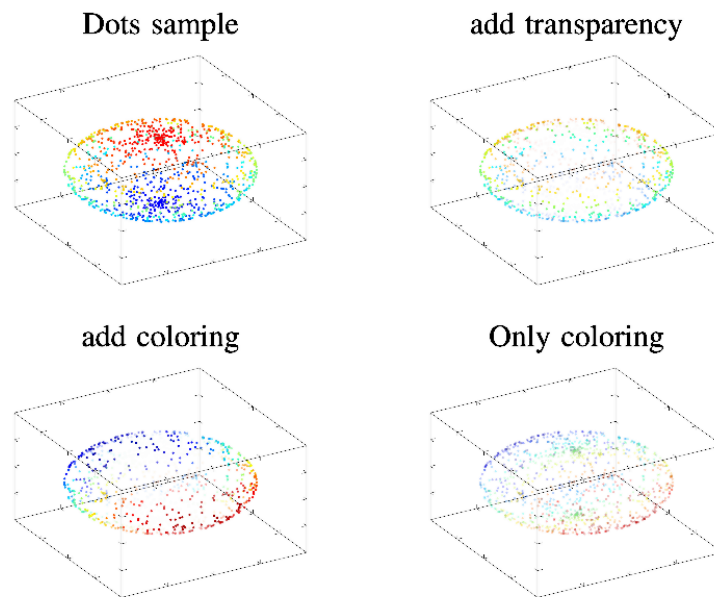 Dots sample
add transparency
add coloring
Only coloring